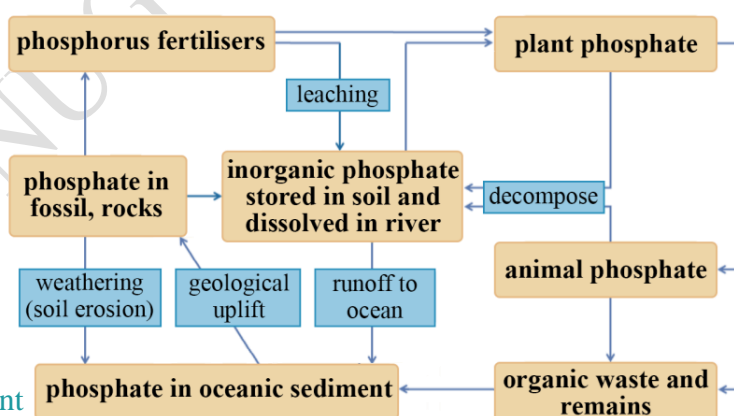 phosphorus fertilisers
plant phosphate
leaching
phosphate in
fossil, rocks
inorganic phosphate
stored in soil and
dissolved in river
decompose
animal phosphate
weathering
(soil erosion)
geological
uplift
runoff to
ocean
phosphate in oceanic sediment
organic waste and
remains